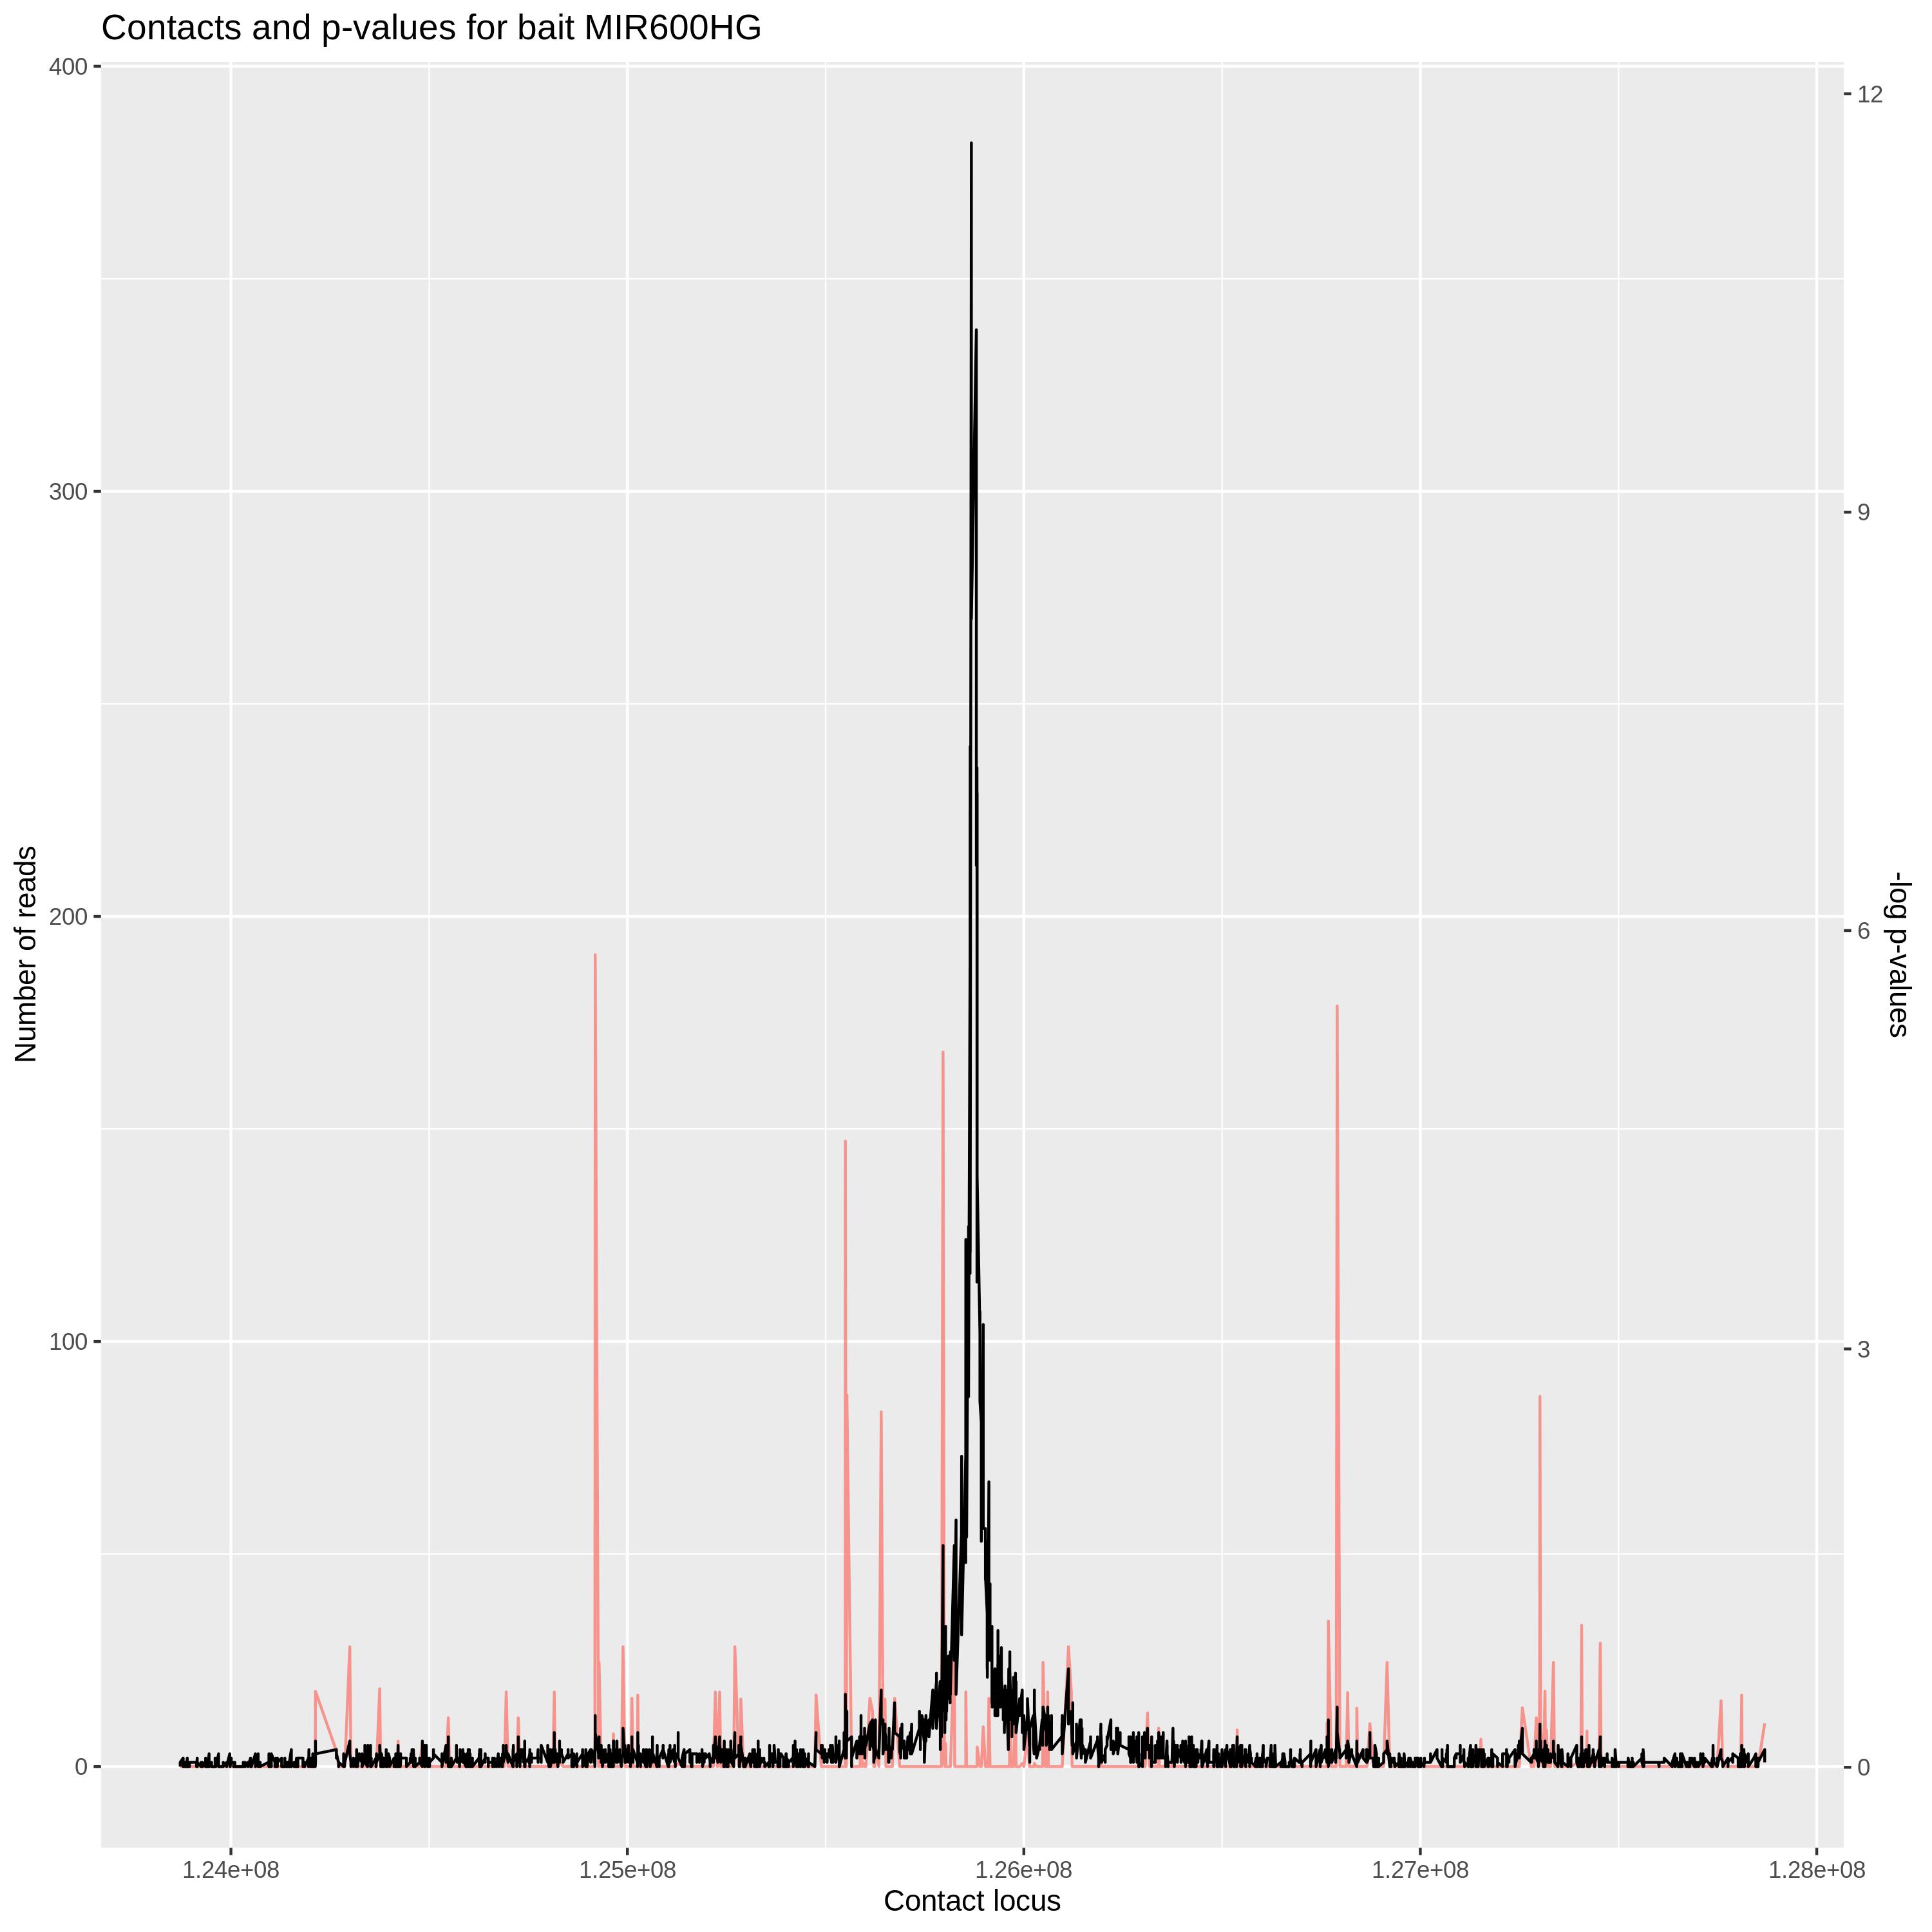 Contacts and p-values for bait MIR600HG
400
300
200
100
0
Number of reads
12
9
6
3
0
-log p-values
1.24e+08 1.25e+08 1.26e+08 1.27e+08 1.28e+08
Contact locus